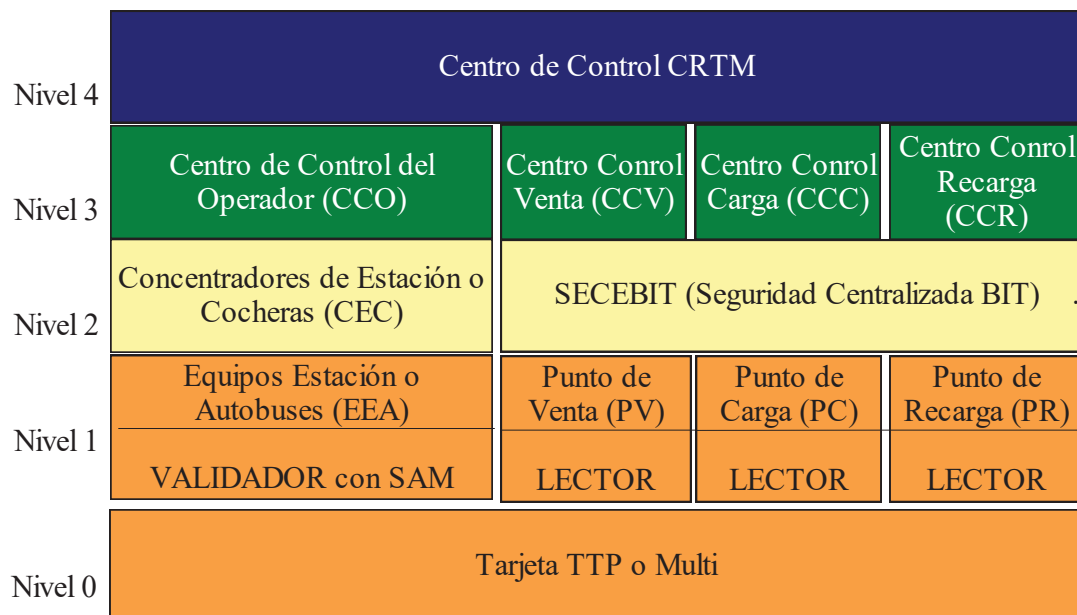 Centro de Control CRTM
Nivel 4
Centro de Control del
Operador (CCO)
Centro Conrol
Venta (CCV)
Centro Conrol
Carga (CCC)
Centro Conrol
Recarga
(CCR)
Nivel 3
Concentradores de Estación o
Cocheras (CEC)
SECEBIT (Seguridad Centralizada BIT) .
Nivel 2
Equipos Estación o
Autobuses (EEA)
Punto de
Venta (PV)
Punto de
Carga (PC)
Punto de
Recarga (PR)
Nivel 1
VALIDADOR con SAM
LECTOR
LECTOR
LECTOR
Tarjeta TTP o Multi
Nivel 0